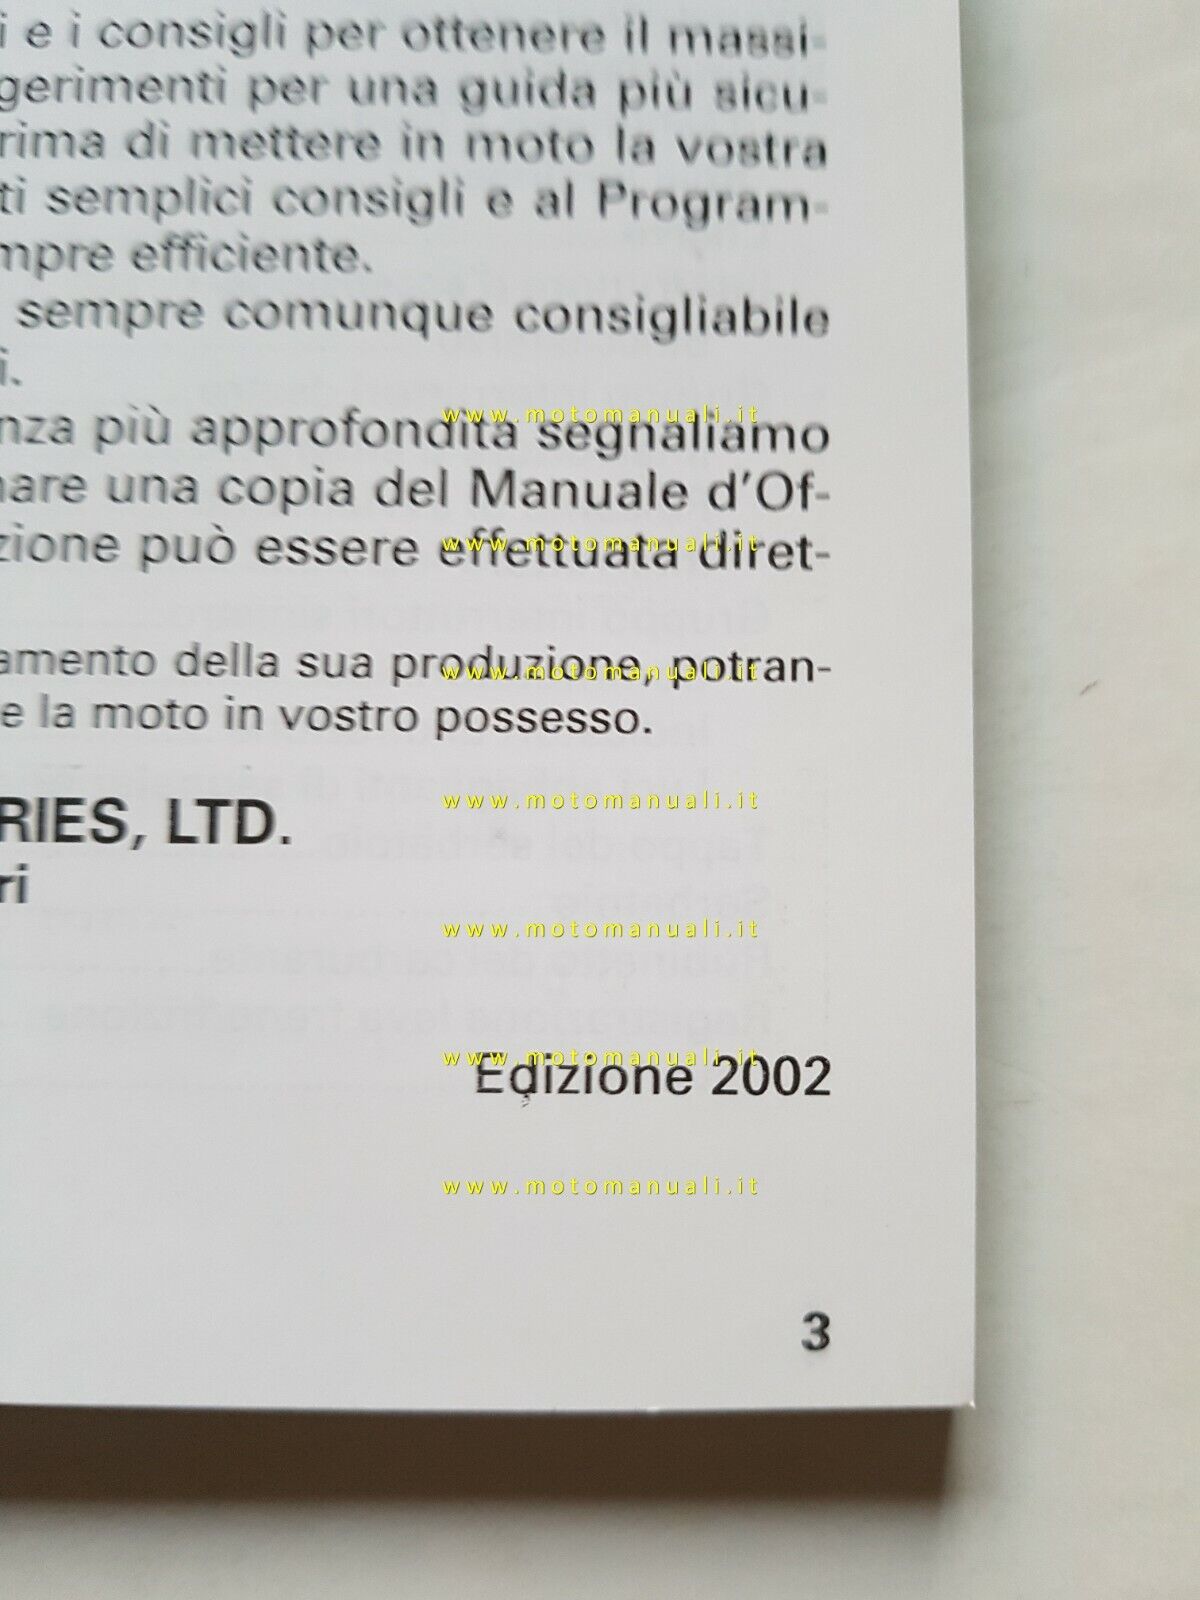 i e i consigli per ottenere il massi-
gerimenti per una guida più sicu-
rima di mettere in moto la vostra
ti semplici consigli e al Program-
mpre efficiente.
sempre comunque consigliabile
i.
www.motomanuali.it
nza più approfondita segnaliamo
nare una copia del Manuale d'Of-
www.motomanuali.it
zione può essere effettuata diret-
amento della sua produzione, potran-
www.motomanuali.it
e la moto in vostro possesso.
www.motomanuali.it
RIES, LTD.
ri
www.motomanuali.it
www.motomanuali.it
Edizione 2002
www.motomanuali.it
3